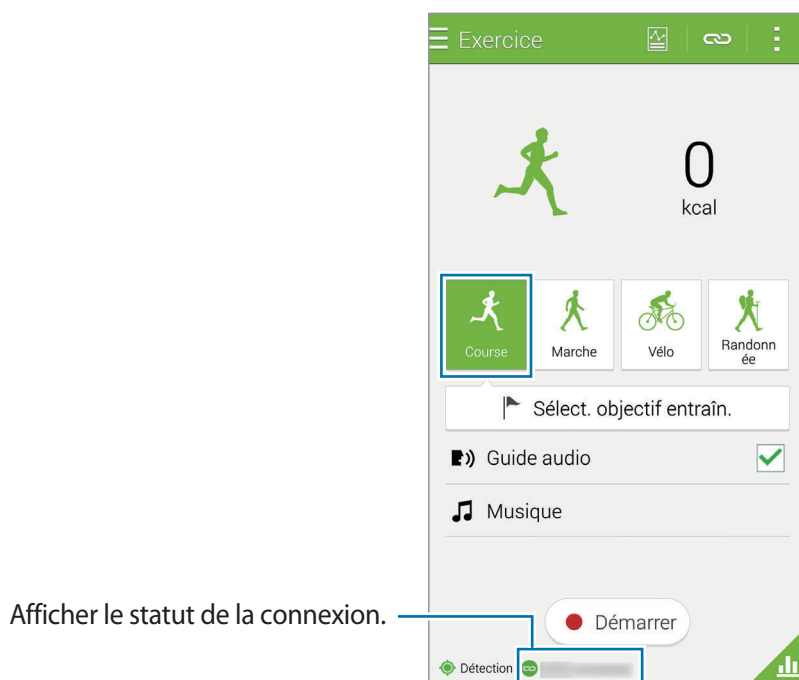 Exercice
0
kcal
Course
Marche
Vélo
Randonn
ée
Sélect. objectif entraîn.
Guide audio
Musique
Afficher le statut de la connexion.
Démarrer
Détection